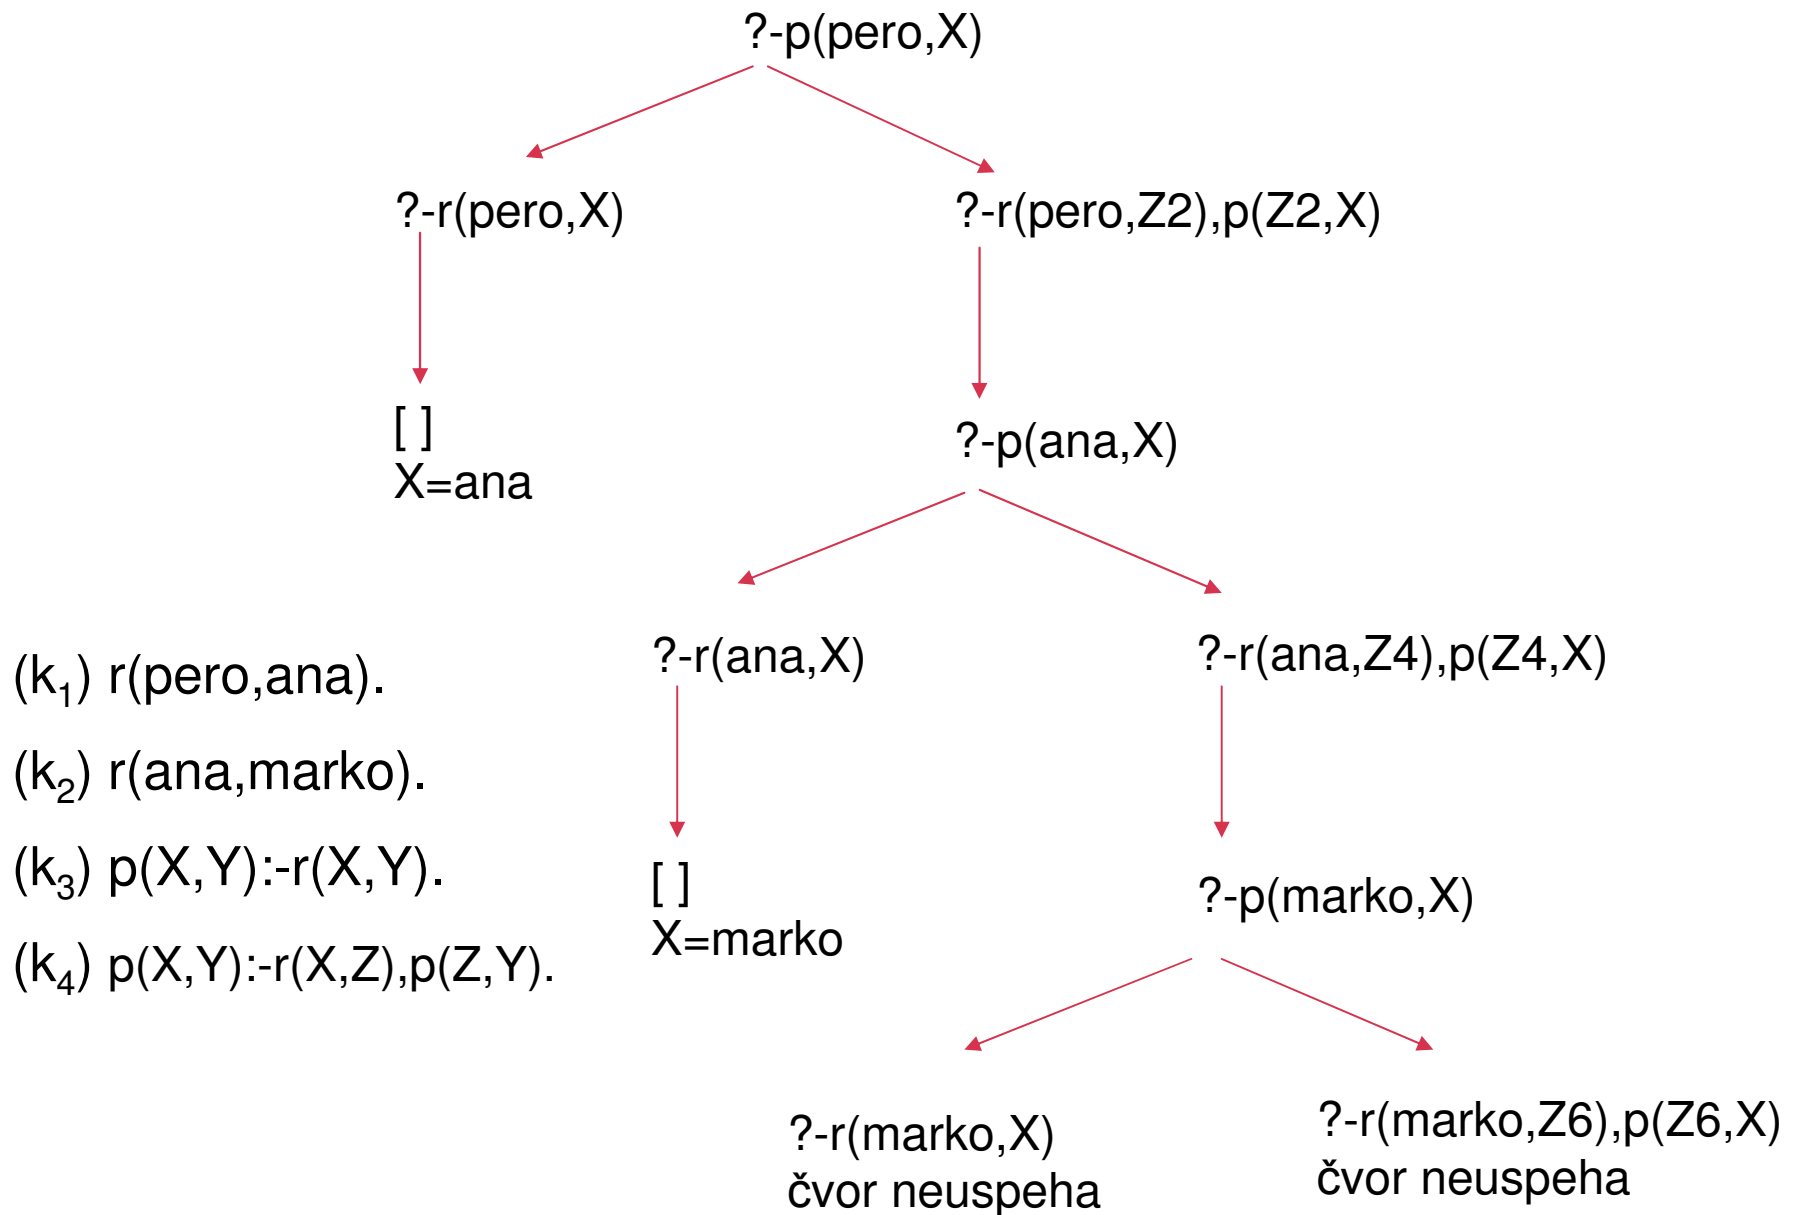 ?-p(pero,X)
?-r(pero,X)
?-r(pero,Z2),p(Z2,X)
[ ]
X=ana
?-p(ana,X)
?-r(ana,X)
?-r(ana,Z4),p(Z4,X)
(k₁) r(pero,ana).
(k₂) r(ana,marko).
(k₃) p(X,Y):-r(X,Y).
(k₄) p(X,Y):-r(X,Z),p(Z,Y).
[ ]
X=marko
?-p(marko,X)
?-r(marko,X)
čvor neuspeha
?-r(marko,Z6),p(Z6,X)
čvor neuspeha